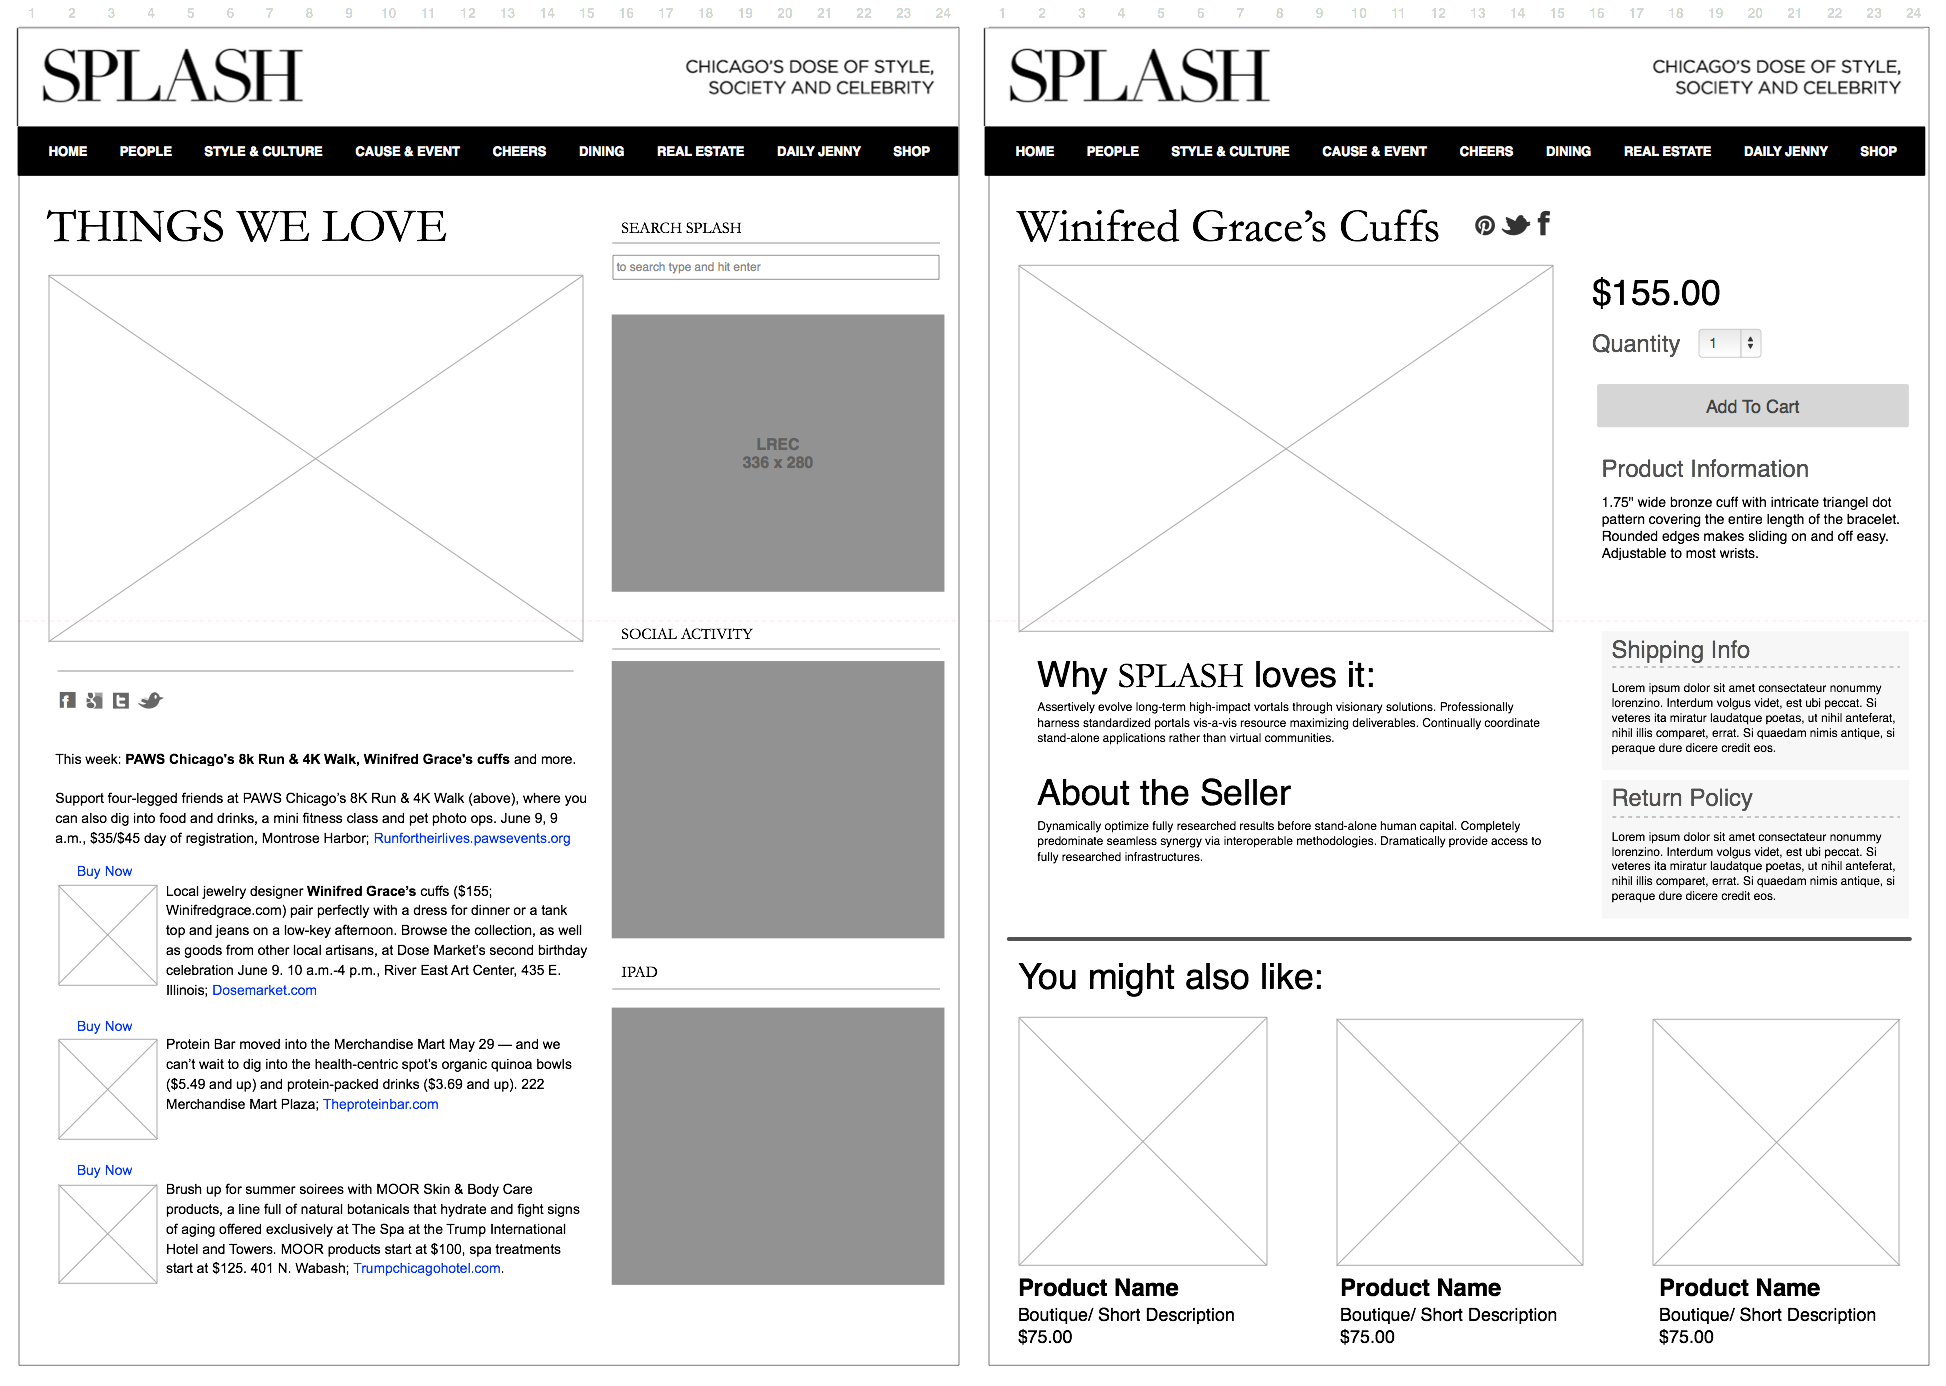 1 2 3 4 5 6 7 8 9 10 11 12 13 14 15 16 17 18 19 20 21 22 23 24
SPLASH
CHICAGO'S DOSE OF STYLE,
SOCIETY AND CELEBRITY
HOME PEOPLE STYLE & CULTURE CAUSE & EVENT CHEERS DINING REAL ESTATE DAILY JENNY SHOP
THINGS WE LOVE
This week: PAWS Chicago's 8k Run & 4K Walk, Winifred Grace's cuffs and more.
Support four-legged friends at PAWS Chicago's 8K Run & 4K Walk (above), where you
can also dig into food and drinks, a mini fitness class and pet photo ops. June 9, 9
a.m., $35/$45 day of registration, Montrose Harbor; Runfortheirlives.pawsevents.org
Buy Now
Local jewelry designer Winifred Grace's cuffs ($155;
Winifredgrace.com) pair perfectly with a dress for dinner or a tank
top and jeans on a low-key afternoon. Browse the collection, as well
as goods from other local artisans, at Dose Market's second birthday
celebration June 9. 10 a.m.-4 p.m., River East Art Center, 435 E.
Illinois; Dosemarket.com
Buy Now
Protein Bar moved into the Merchandise Mart May 29 — and we
can't wait to dig into the health-centric spot's organic quinoa bowls
($5.49 and up) and protein-packed drinks ($3.69 and up). 222
Merchandise Mart Plaza; Theproteinbar.com
Buy Now
Brush up for summer soirees with MOOR Skin & Body Care
products, a line full of natural botanicals that hydrate and fight signs
of aging offered exclusively at The Spa at the Trump International
Hotel and Towers. MOOR products start at $100, spa treatments
start at $125. 401 N. Wabash; Trumpchicagohotel.com.
SEARCH SPLASH
to search type and hit enter
LREC
336 x 280
SOCIAL ACTIVITY
IPAD
1 2 3 4 5 6 7 8 9 10 11 12 13 14 15 16 17 18 19 20 21 22 23 24
SPLASH
CHICAGO'S DOSE OF STYLE,
SOCIETY AND CELEBRITY
HOME PEOPLE STYLE & CULTURE CAUSE & EVENT CHEERS DINING REAL ESTATE DAILY JENNY SHOP
Winifred Grace's Cuffs
$155.00
Quantity 1
Add To Cart
Product Information
1.75" wide bronze cuff with intricate triangel dot
pattern covering the entire length of the bracelet.
Rounded edges makes sliding on and off easy.
Adjustable to most wrists.
Why SPLASH loves it:
Assertively evolve long-term high-impact vortals through visionary solutions. Professionally
harness standardized portals vis-a-vis resource maximizing deliverables. Continually coordinate
stand-alone applications rather than virtual communities.
About the Seller
Dynamically optimize fully researched results before stand-alone human capital. Completely
predominate seamless synergy via interoperable methodologies. Dramatically provide access to
fully researched infrastructures.
Shipping Info
Lorem ipsum dolor sit amet consectateur nonummy
lorenzino. Interdum volgus videt, est ubi peccat. Si
veteres ita miratur laudatque poetas, ut nihil anteferat,
nihil illis comparet, errat. Si quaedam nimis antique, si
peraque dure dicere credit eos.
Return Policy
Lorem ipsum dolor sit amet consectateur nonummy
lorenzino. Interdum volgus videt, est ubi peccat. Si
veteres ita miratur laudatque poetas, ut nihil anteferat,
nihil illis comparet, errat. Si quaedam nimis antique, si
peraque dure dicere credit eos.
You might also like:
Product Name
Boutique/ Short Description
$75.00
Product Name
Boutique/ Short Description
$75.00
Product Name
Boutique/ Short Description
$75.00